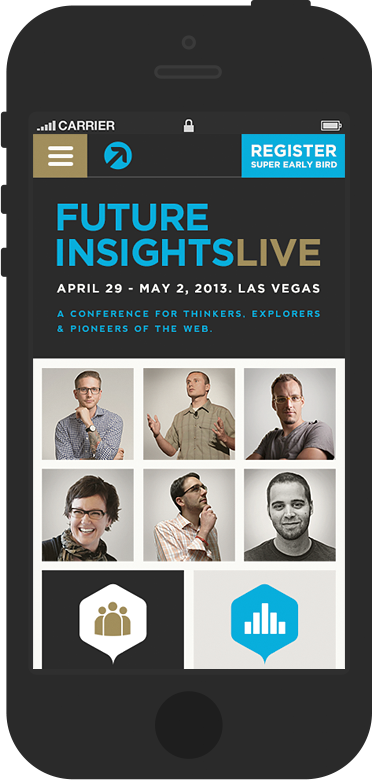 CARRIER
REGISTER
SUPER EARLY BIRD
FUTURE
INSIGHTSLIVE
APRIL 29 - MAY 2, 2013. LAS VEGAS
A CONFERENCE FOR THINKERS, EXPLORERS
& PIONEERS OF THE WEB.